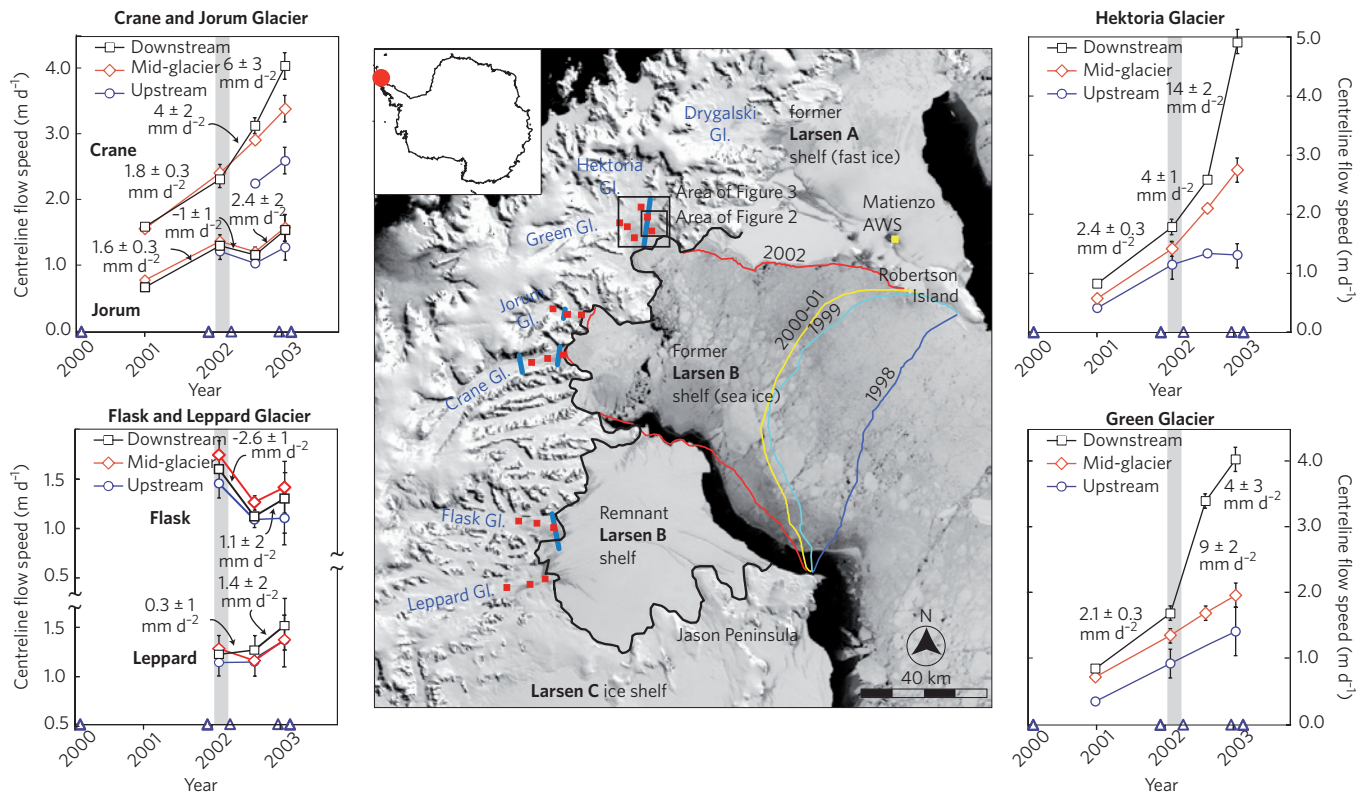 Crane and Jorum Glacier
Centreline flow speed (m d⁻¹)
4.0
3.0
2.0
1.0
0.0
Downstream
Mid-glacier
Upstream
6 ± 3
mm d⁻²
4 ± 2
mm d⁻²
Crane
1.8 ± 0.3
mm d⁻²
−1 ± 1
mm d⁻²
2.4 ± 2
mm d⁻²
1.6 ± 0.3
mm d⁻²
Jorum
2000
2001
2002
2003
Year
Flask and Leppard Glacier
Centreline flow speed (m d⁻¹)
1.5
1.0
0.5
1.5
1.0
0.5
Downstream
Mid-glacier
Upstream
-2.6 ± 1
mm d⁻²
Flask
1.1 ± 2
mm d⁻²
1.4 ± 2
mm d⁻²
0.3 ± 1
mm d⁻²
Leppard
2000
2001
2002
2003
Year
Drygalski
Gl.
former
Larsen A
shelf (fast ice)
Hektoria
Gl.
Area of Figure 3
Area of Figure 2
Matienzo
AWS
Green Gl.
2002
Robertson
Island
Jorum
Gl.
2000-01
1999
Former
Larsen B
shelf (sea ice)
1998
Crane Gl.
Flask Gl.
Remnant
Larsen B
shelf
Leppard Gl.
Jason Peninsula
N
40 km
Larsen C ice shelf
Hektoria Glacier
Downstream
Mid-glacier
Upstream
14 ± 2
mm d⁻²
4 ± 1
mm d⁻²
2.4 ± 0.3
mm d⁻²
5.0
4.0
3.0
2.0
1.0
0.0
Centreline flow speed (m d⁻¹)
2000
2001
2002
2003
Year
Green Glacier
Downstream
Mid-glacier
Upstream
4 ± 3
mm d⁻²
9 ± 2
mm d⁻²
2.1 ± 0.3
mm d⁻²
4.0
3.0
2.0
1.0
0.0
Centreline flow speed (m d⁻¹)
2000
2001
2002
2003
Year